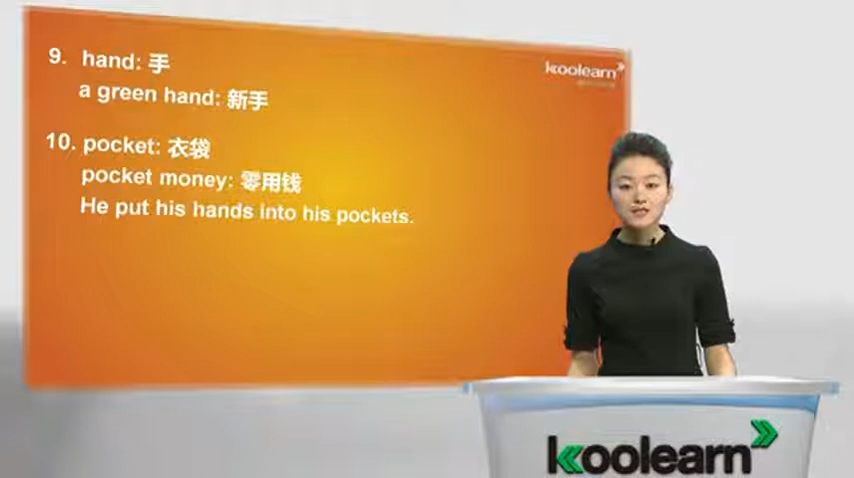 9. hand: 手
a green hand: 新手
koolearn
10. pocket: 衣袋
pocket money: 零用钱
He put his hands into his pockets.
koolearn